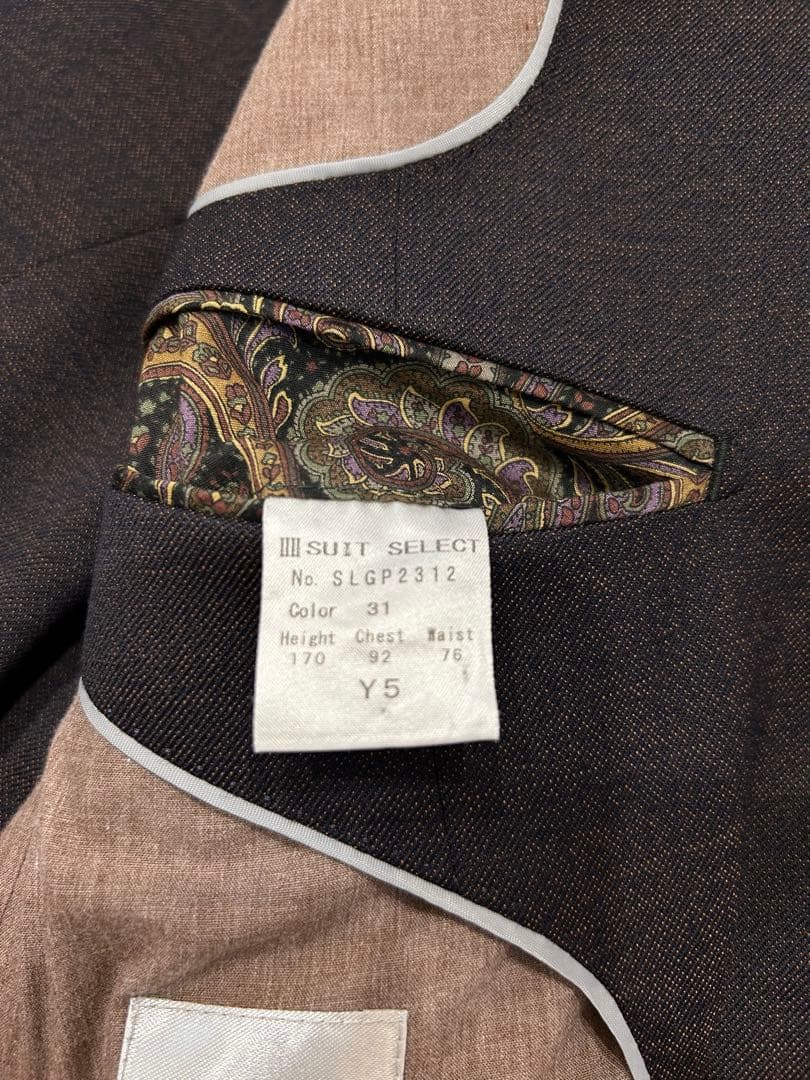 SUIT SELECT
No. SLGP2312
Color 31
Height Chest Waist
170 92 76
Y5